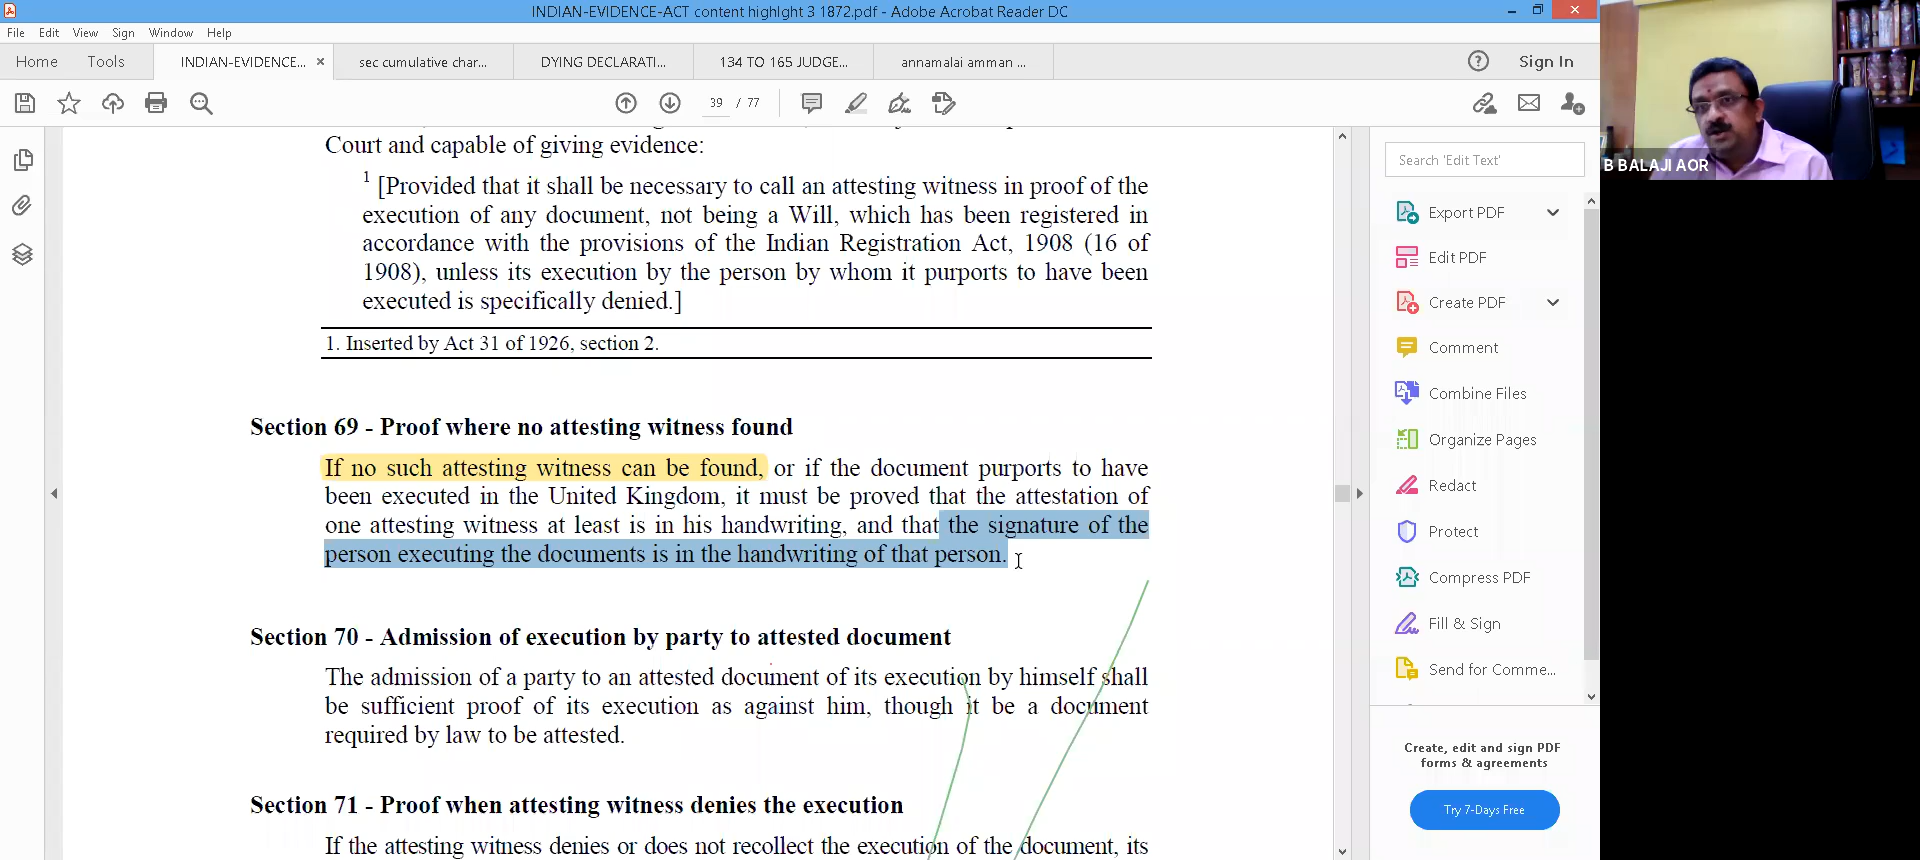 INDIAN-EVIDENCE-ACT content highlght 3 1872.pdf - Adobe Acrobat Reader DC
File Edit View Sign Window Help
Home Tools INDIAN-EVIDENCE... × sec cumulative char... DYING DECLARATI... 134 TO 165 JUDGE... annamalai amman ... Sign In
39 / 77
Court and capable of giving evidence:
1 [Provided that it shall be necessary to call an attesting witness in proof of the
execution of any document, not being a Will, which has been registered in
accordance with the provisions of the Indian Registration Act, 1908 (16 of
1908), unless its execution by the person by whom it purports to have been
executed is specifically denied.]
1. Inserted by Act 31 of 1926, section 2.
Section 69 - Proof where no attesting witness found
If no such attesting witness can be found, or if the document purports to have
been executed in the United Kingdom, it must be proved that the attestation of
one attesting witness at least is in his handwriting, and that the signature of the
person executing the documents is in the handwriting of that person.
Section 70 - Admission of execution by party to attested document
The admission of a party to an attested document of its execution by himself shall
be sufficient proof of its execution as against him, though it be a document
required by law to be attested.
Section 71 - Proof when attesting witness denies the execution
If the attesting witness denies or does not recollect the execution of the document, its
Search 'Edit Text'
Export PDF
Edit PDF
Create PDF
Comment
Combine Files
Organize Pages
Redact
Protect
Compress PDF
Fill & Sign
Send for Comme...
Create, edit and sign PDF
forms & agreements
Try 7-Days Free
B BALAJI AOR